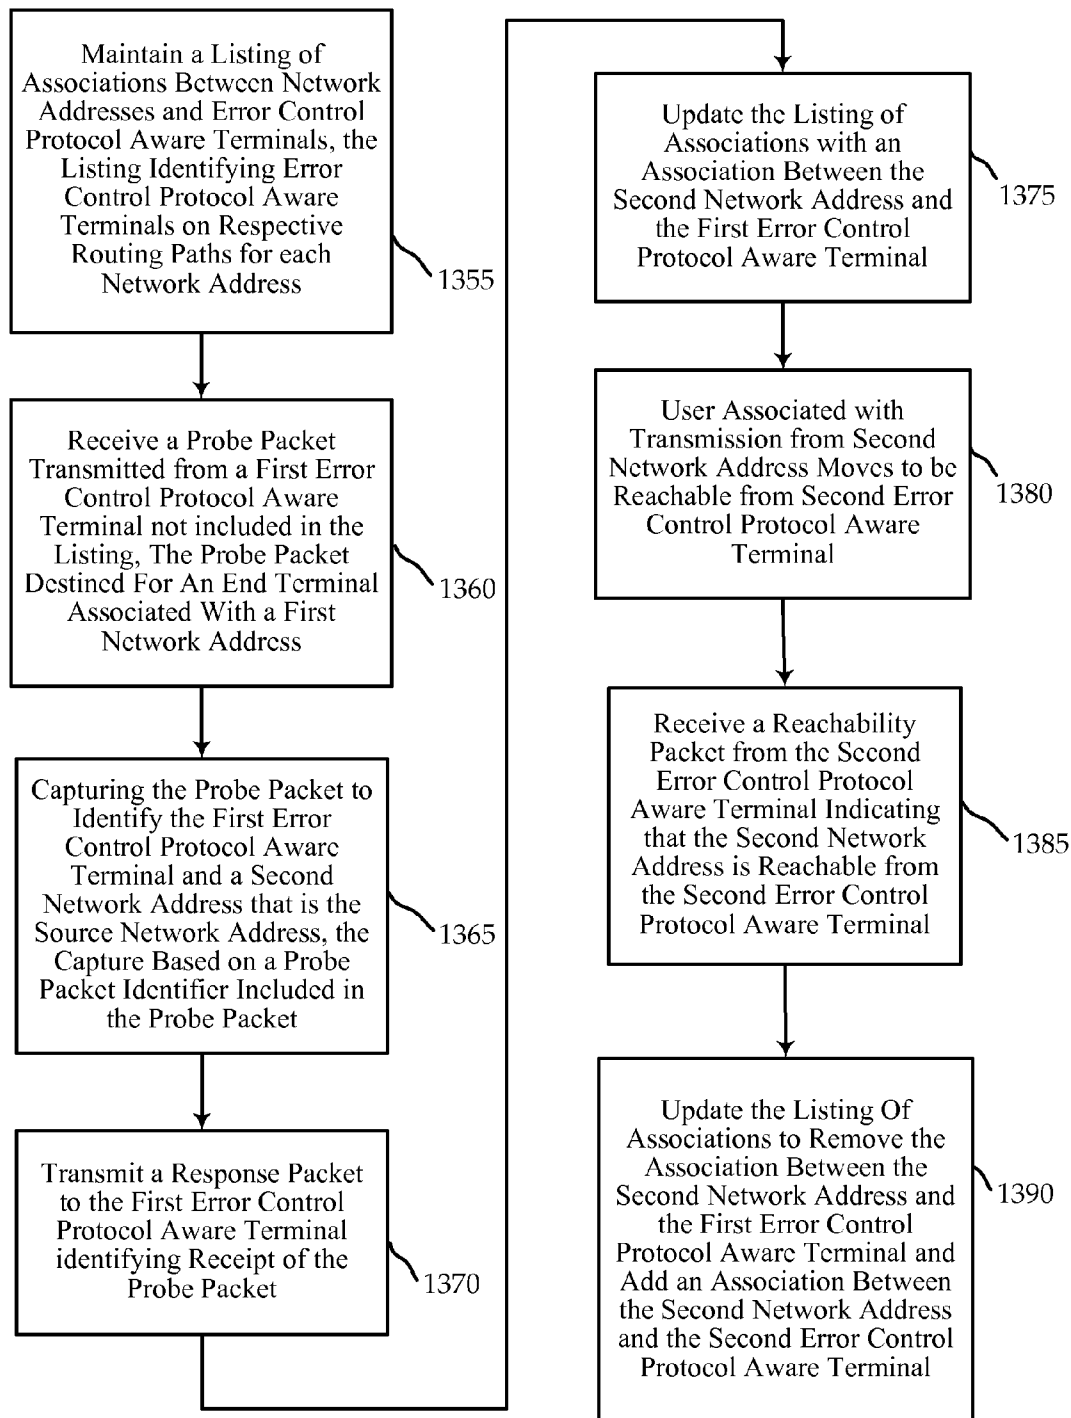 Maintain a Listing of
Associations Between Network
Addresses and Error Control
Protocol Aware Terminals, the
Listing Identifying Error
Control Protocol Aware
Terminals on Respective
Routing Paths for each
Network Address
1355
Receive a Probe Packet
Transmitted from a First Error
Control Protocol Aware
Terminal not included in the
Listing, The Probe Packet
Destined For An End Terminal
Associated With a First
Network Address
1360
Capturing the Probe Packet to
Identify the First Error
Control Protocol Aware
Terminal and a Second
Network Address that is the
Source Network Address, the
Capture Based on a Probe
Packet Identifier Included in
the Probe Packet
1365
Transmit a Response Packet
to the First Error Control
Protocol Aware Terminal
identifying Receipt of the
Probe Packet
1370
Update the Listing of
Associations with an
Association Between the
Second Network Address and
the First Error Control
Protocol Aware Terminal
1375
User Associated with
Transmission from Second
Network Address Moves to be
Reachable from Second Error
Control Protocol Aware
Terminal
1380
Receive a Reachability
Packet from the Second
Error Control Protocol
Aware Terminal Indicating
that the Second Network
Address is Reachable from
the Second Error Control
Protocol Aware Terminal
1385
Update the Listing Of
Associations to Remove the
Association Between the
Second Network Address and
the First Error Control
Protocol Aware Terminal and
Add an Association Between
the Second Network Address
and the Second Error Control
Protocol Aware Terminal
1390